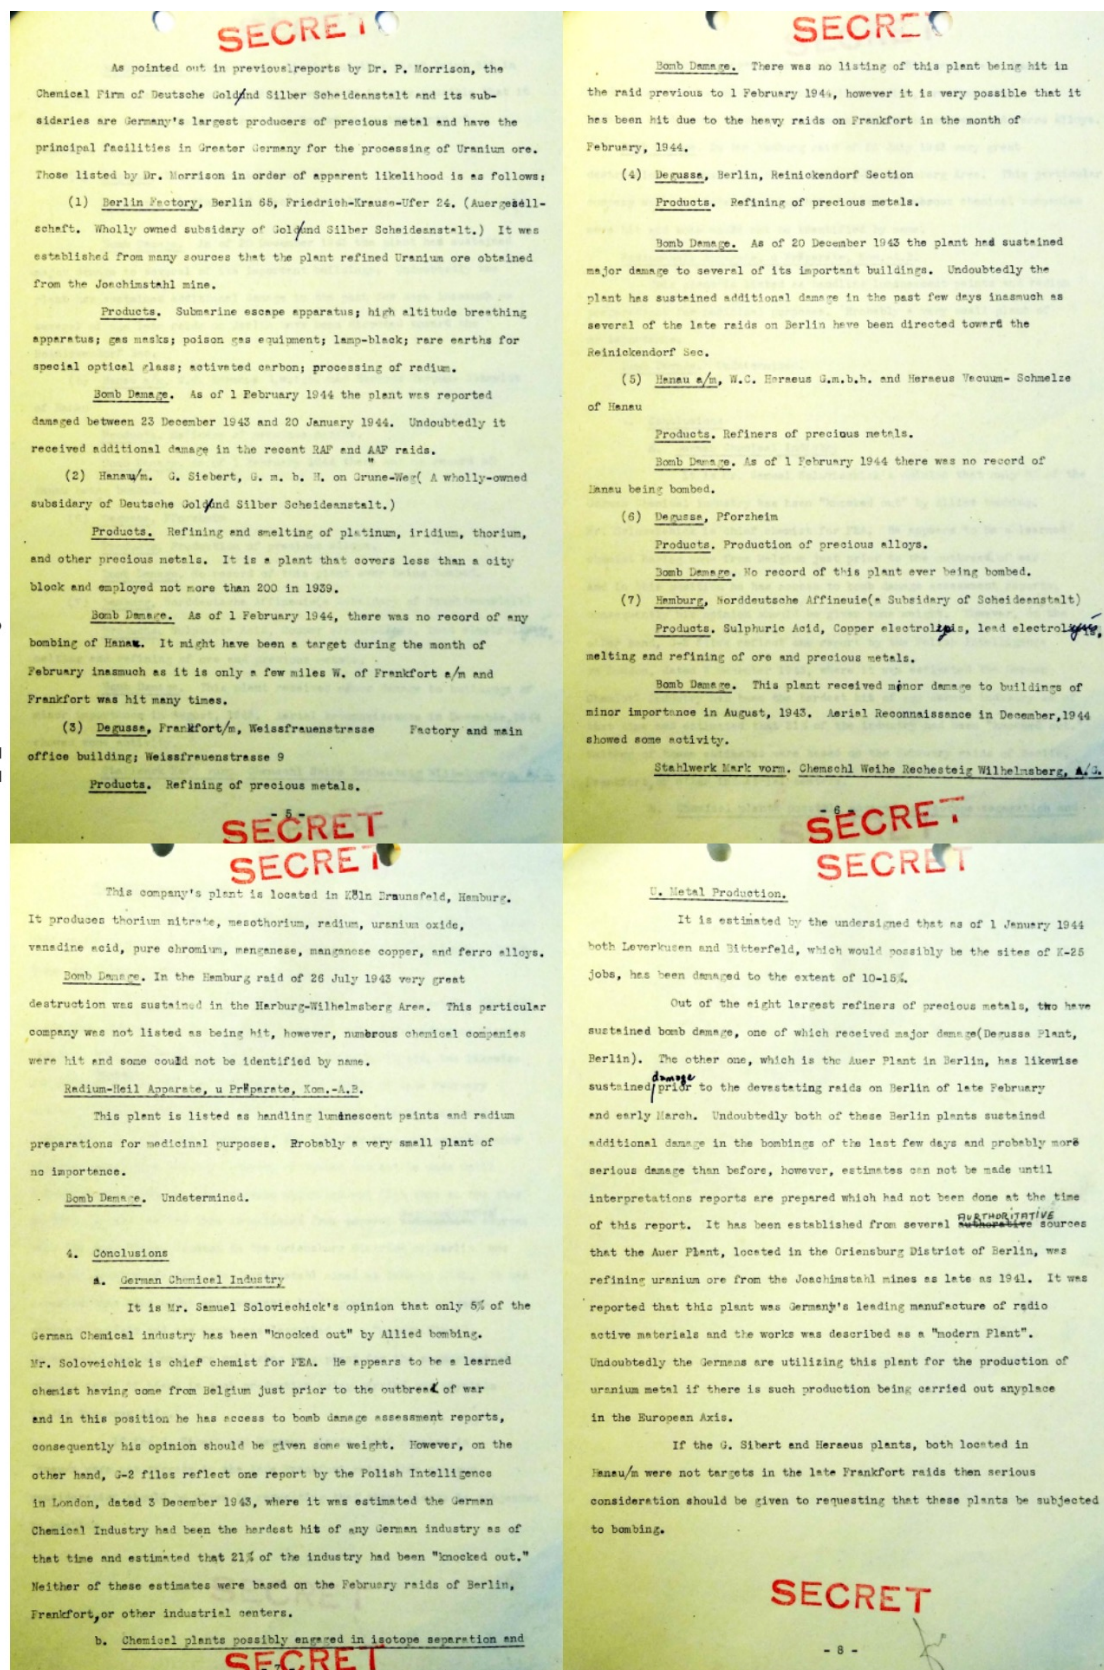 SECRET
As pointed out in previous reports by Dr. P. Morrison, the
Chemical Firm of Deutsche Gold/und Silber Scheideanstalt and its sub-
sidaries are Germany's largest producers of precious metal and have the
principal facilities in Greater Germany for the processing of Uranium ore.
Those listed by Dr. Morrison in order of apparent likelihood is as follows;
(1) Berlin Factory, Berlin 65, Friedrich-Krause-Ufer 24. (Auergesell-
schaft. Wholly owned subsidary of Gold/und Silber Scheideanstalt.) It was
established from many sources that the plant refined Uranium ore obtained
from the Joachimstahl mine.
Products. Submarine escape apparatus; high altitude breathing
apparatus; gas masks; poison gas equipment; lamp-black; rare earths for
special optical glass; activated carbon; processing of radium.
Bomb Damage. As of 1 February 1944 the plant was reported
damaged between 23 December 1943 and 20 January 1944. Undoubtedly it
received additional damage in the recent RAF and AAF raids.
(2) Hanau/m. G. Siebert, G. m. b. H. on Grune-Weg( A wholly-owned
subsidary of Deutsche Gold/und Silber Scheideanstalt.)
Products. Refining and smelting of platinum, iridium, thorium,
and other precious metals. It is a plant that covers less than a city
block and employed not more than 200 in 1939.
Bomb Damage. As of 1 February 1944, there was no record of any
bombing of Hanau. It might have been a target during the month of
February inasmuch as it is only a few miles W. of Frankfort a/m and
Frankfort was hit many times.
(3) Degussa, Frankfort/m, Weissfrauenstrasse Factory and main
office building; Weissfrauenstrasse 9
Products. Refining of precious metals.
- 5 -
SECRET
SECRET
Bomb Damage. There was no listing of this plant being hit in
the raid previous to 1 February 1944, however it is very possible that it
has been hit due to the heavy raids on Frankfort in the month of
February, 1944.
(4) Degussa, Berlin, Reinickendorf Section
Products. Refining of precious metals.
Bomb Damage. As of 20 December 1943 the plant had sustained
major damage to several of its important buildings. Undoubtedly the
plant has sustained additional damage in the past few days inasmuch as
several of the late raids on Berlin have been directed toward the
Reinickendorf Sec.
(5) Hanau a/m, W.C. Heraeus G.m.b.h. and Heraeus Vacuum- Schmelze
of Hanau
Products. Refiners of precious metals.
Bomb Damage. As of 1 February 1944 there was no record of
Hanau being bombed.
(6) Degussa, Pforzheim
Products. Production of precious alloys.
Bomb Damage. No record of this plant ever being bombed.
(7) Hamburg, Norddeutsche Affineuie(a Subsidary of Scheideanstalt)
Products. Sulphuric Acid, Copper electrolysis, lead electrolysis,
melting and refining of ore and precious metals.
Bomb Damage. This plant received minor damage to buildings of
minor importance in August, 1943. Aerial Reconnaissance in December,1944
showed some activity.
Stahlwerk Mark vorm. Chemschl Weihe Rechesteig Wilhelmsberg, A/G.
- 6 -
SECRET
SECRET
This company's plant is located in Köln Braunsfeld, Hamburg.
It produces thorium nitrate, mesothorium, radium, uranium oxide,
vanadine acid, pure chromium, manganese, manganese copper, and ferro alloys.
Bomb Damage. In the Hamburg raid of 26 July 1943 very great
destruction was sustained in the Harburg-Wilhelmsberg Area. This particular
company was not listed as being hit, however, numerous chemical companies
were hit and some could not be identified by name.
Radium-Heil Apparate, u Präparate, Kom.-A.B.
This plant is listed as handling luminescent paints and radium
preparations for medicinal purposes. Probably a very small plant of
no importance.
Bomb Damage. Undetermined.
4. Conclusions
a. German Chemical Industry
It is Mr. Samuel Soloviechick's opinion that only 5% of the
German Chemical industry has been "knocked out" by Allied bombing.
Mr. Soloveichick is chief chemist for FEA. He appears to be a learned
chemist having come from Belgium just prior to the outbreak of war
and in this position he has access to bomb damage assessment reports,
consequently his opinion should be given some weight. However, on the
other hand, G-2 files reflect one report by the Polish Intelligence
in London, dated 3 December 1943, where it was estimated the German
Chemical Industry had been the hardest hit of any German industry as of
that time and estimated that 21% of the industry had been "knocked out."
Neither of these estimates were based on the February raids of Berlin,
Frankfort,or other industrial centers.
b. Chemical plants possibly engaged in isotope separation and
- 7 -
SECRET
SECRET
U. Metal Production.
It is estimated by the undersigned that as of 1 January 1944
both Leverkusen and Bitterfeld, which would possibly be the sites of K-25
jobs, has been damaged to the extent of 10-15%.
Out of the eight largest refiners of precious metals, two have
sustained bomb damage, one of which received major damage(Degussa Plant,
Berlin). The other one, which is the Auer Plant in Berlin, has likewise
damage
sustained/prior to the devastating raids on Berlin of late February
and early March. Undoubtedly both of these Berlin plants sustained
additional damage in the bombings of the last few days and probably more
serious damage than before, however, estimates can not be made until
interpretations reports are prepared which had not been done at the time
AURTHORITATIVE
of this report. It has been established from several authorative sources
that the Auer Plant, located in the Oriensburg District of Berlin, was
refining uranium ore from the Joachimstahl mines as late as 1941. It was
reported that this plant was Germany's leading manufacture of radio
active materials and the works was described as a "modern Plant".
Undoubtedly the Germans are utilizing this plant for the production of
uranium metal if there is such production being carried out anyplace
in the European Axis.
If the G. Sibert and Heraeus plants, both located in
Hanau/m were not targets in the late Frankfort raids then serious
consideration should be given to requesting that these plants be subjected
to bombing.
SECRET
- 8 -